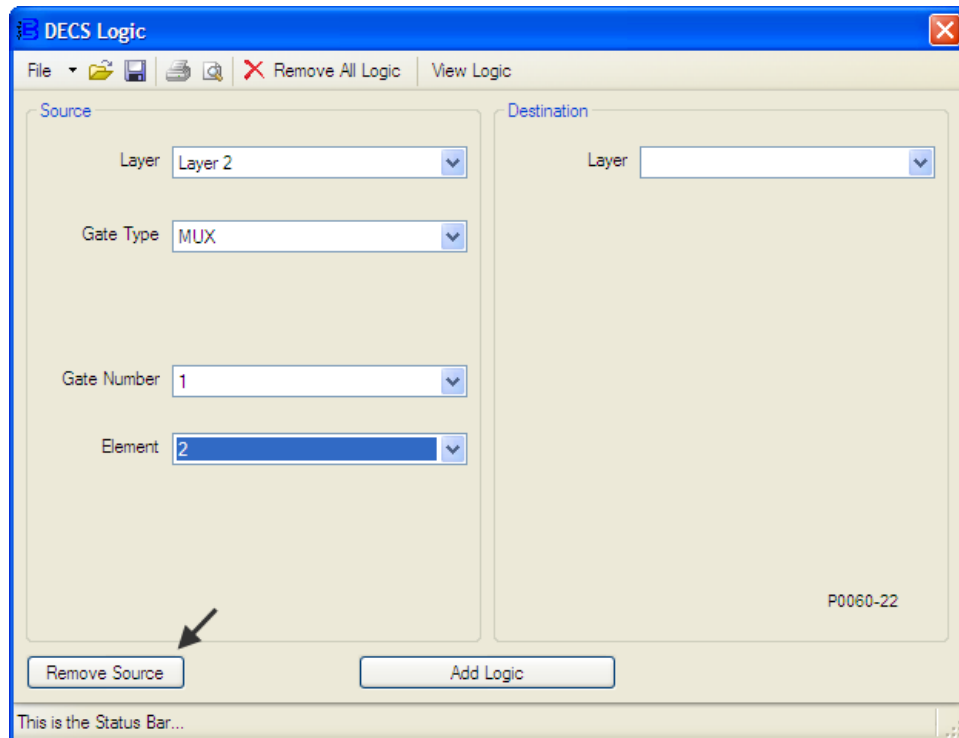 DECS Logic
File Remove All Logic View Logic
Source
Destination
Layer Layer 2
Layer
Gate Type MUX
Gate Number 1
Element 2
P0060-22
Remove Source
Add Logic
This is the Status Bar...